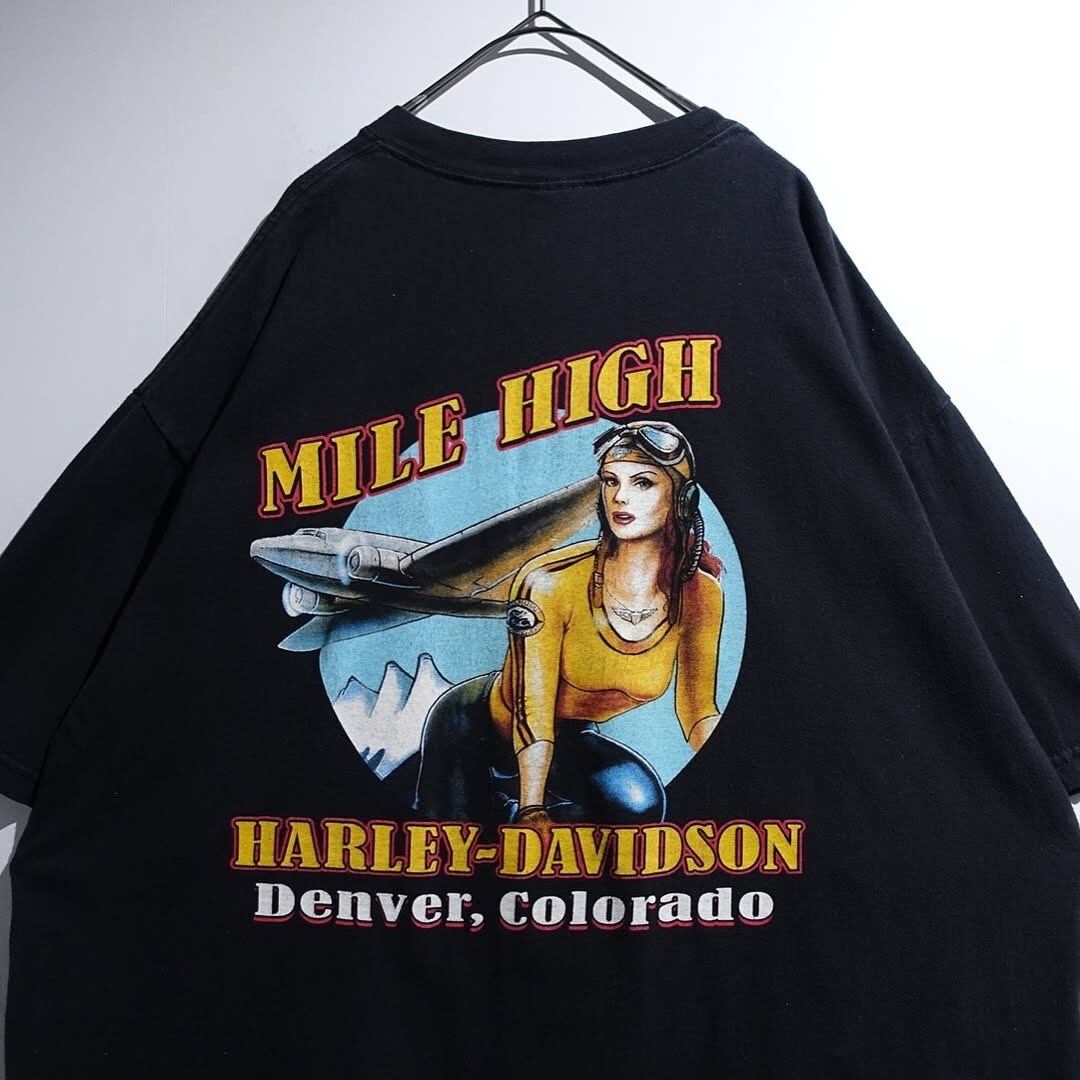 MILE HIGH
HARLEY-DAVIDSON
Denver, Colorado